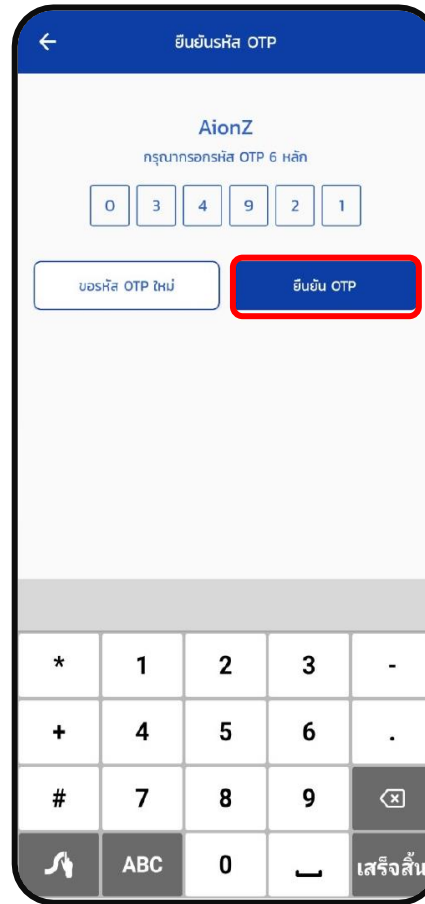 ยืนยันรหัส OTP
AionZ
กรุณากรอกรหัส OTP 6 หลัก
0 3 4 9 2 1
ขอรหัส OTP ใหม่ ยืนยัน OTP
* 1 2 3 -
+ 4 5 6 .
# 7 8 9
ABC 0 เสร็จสิ้น